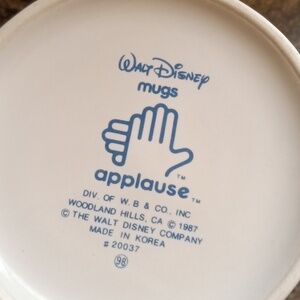 Walt Disney
mugs
applause™
DIV. OF W. B & CO., INC
WOODLAND HILLS, CA © 1987
© THE WALT DISNEY COMPANY
MADE IN KOREA
# 20037
98